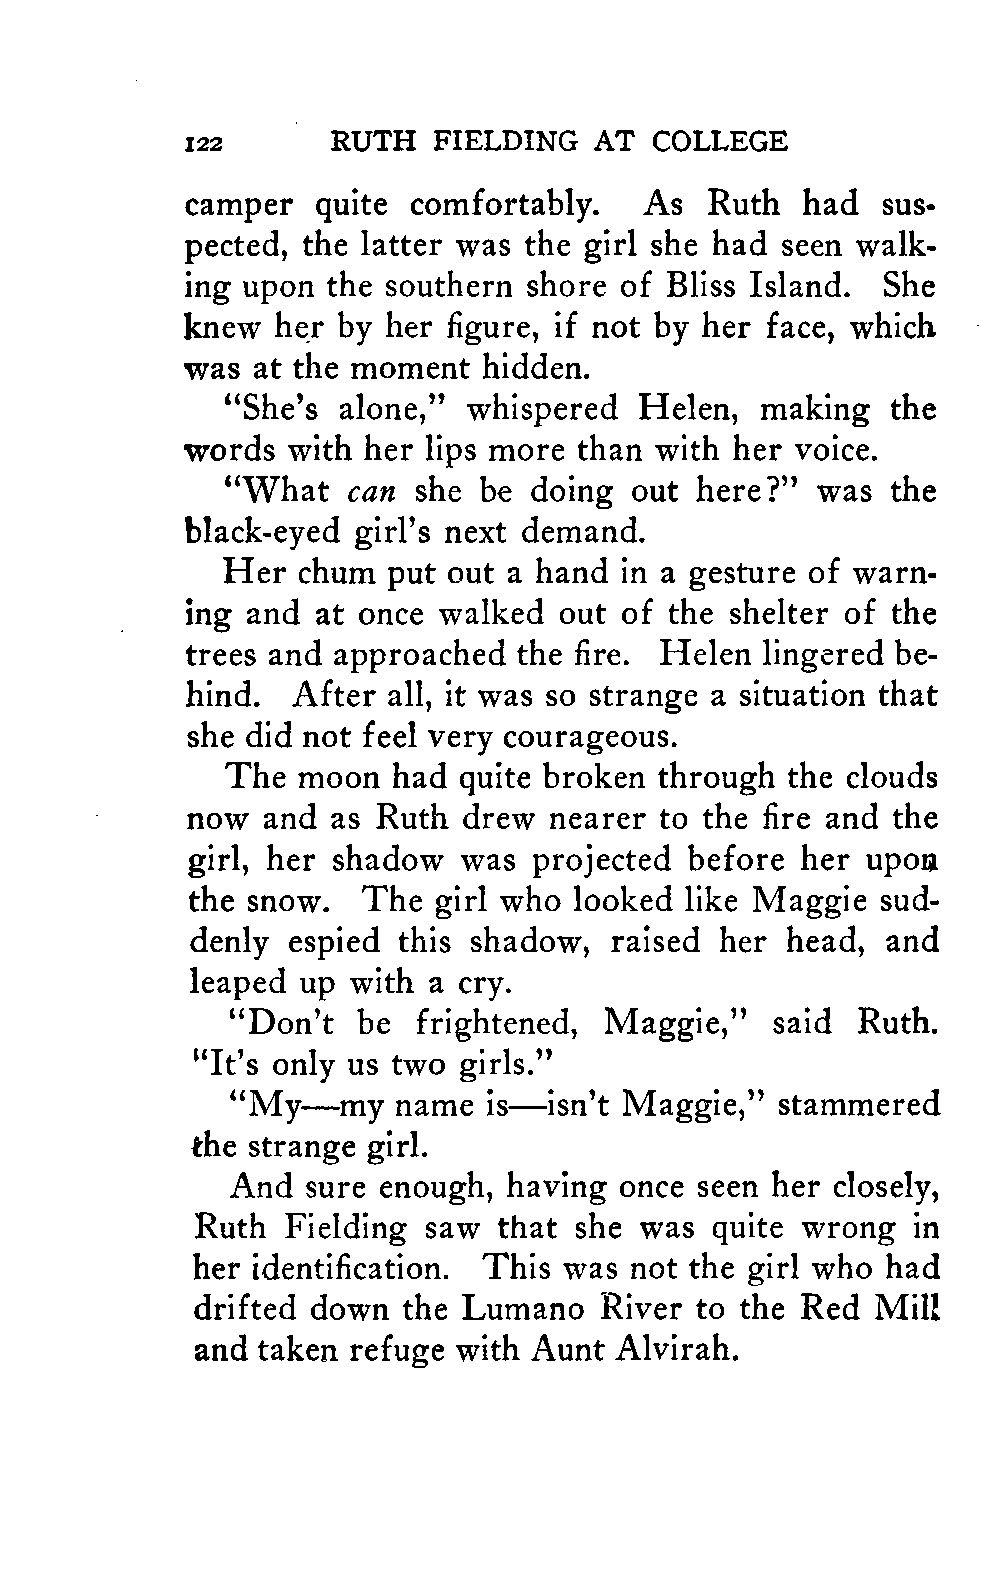 122 RUTH FIELDING AT COLLEGE
camper quite comfortably. As Ruth had sus-
pected, the latter was the girl she had seen walk-
ing upon the southern shore of Bliss Island. She
knew her by her figure, if not by her face, which
was at the moment hidden.
“She’s alone,” whispered Helen, making the
words with her lips more than with her voice.
“What can she be doing out here?” was the
black-eyed girl’s next demand.
Her chum put out a hand in a gesture of warn-
ing and at once walked out of the shelter of the
trees and approached the fire. Helen lingered be-
hind. After all, it was so strange a situation that
she did not feel very courageous.
The moon had quite broken through the clouds
now and as Ruth drew nearer to the fire and the
girl, her shadow was projected before her upon
the snow. The girl who looked like Maggie sud-
denly espied this shadow, raised her head, and
leaped up with a cry.
“Don’t be frightened, Maggie,” said Ruth.
“It’s only us two girls.”
“My—my name is—isn’t Maggie,” stammered
the strange girl.
And sure enough, having once seen her closely,
Ruth Fielding saw that she was quite wrong in
her identification. This was not the girl who had
drifted down the Lumano River to the Red Mill
and taken refuge with Aunt Alvirah.